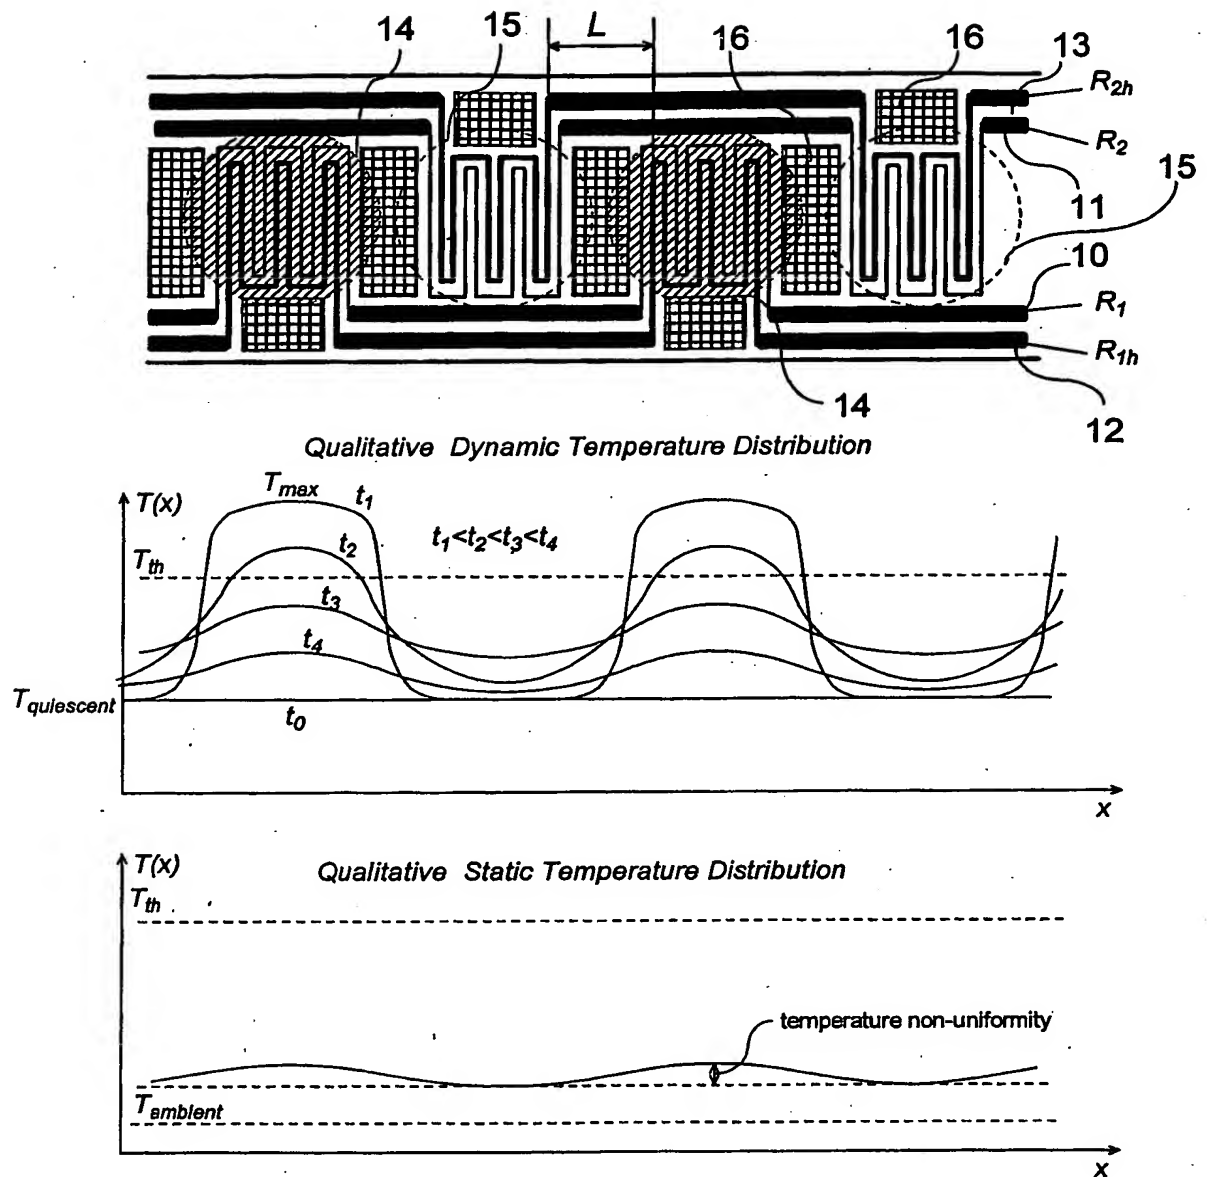 14
15
L
16
16
13
R2h
R2
15
11
10
R1
R1h
14
12
Qualitative Dynamic Temperature Distribution
T(x)
Tmax
t1
t2
t1<t2<t3<t4
Tth
t3
t4
Tquiescent
t0
x
T(x)
Qualitative Static Temperature Distribution
Tth
temperature non-uniformity
Tambient
x